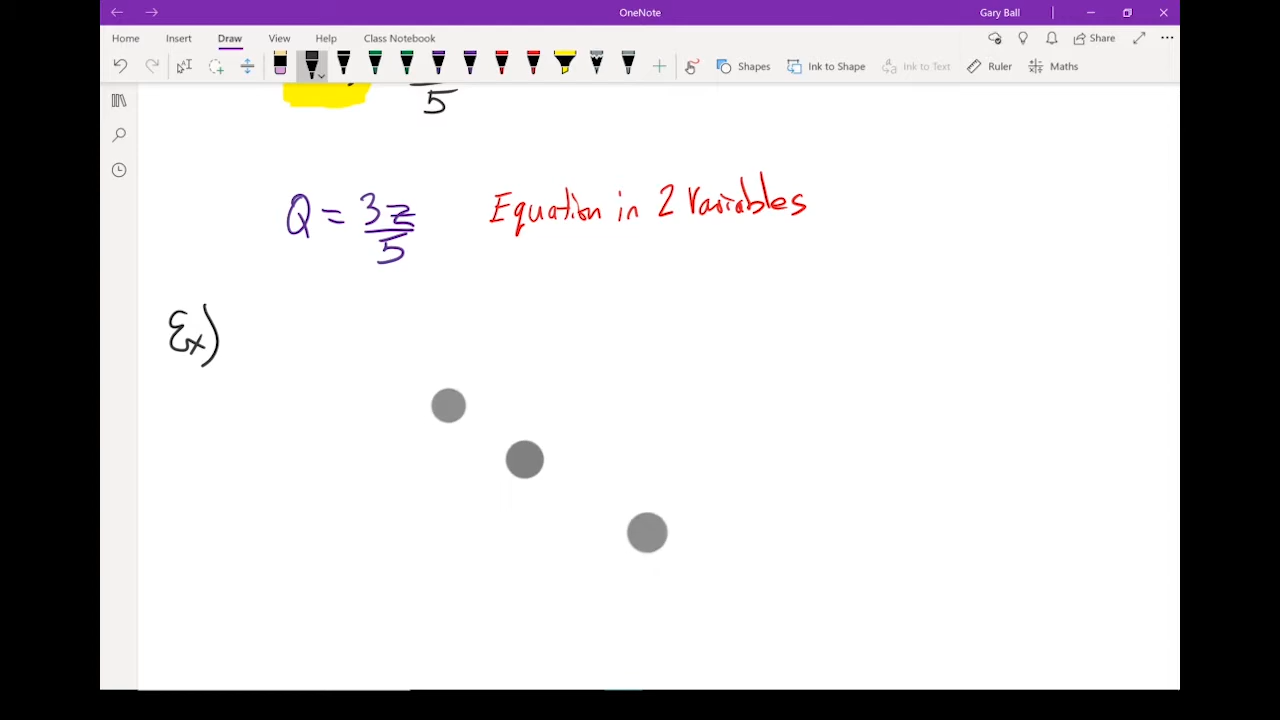 OneNote
Gary Ball
Home Insert Draw View Help Class Notebook
Share
Shapes Ink to Shape Ink to Text Ruler Maths
5
Q = 3z/5 Equation in 2 Variables
Ex)